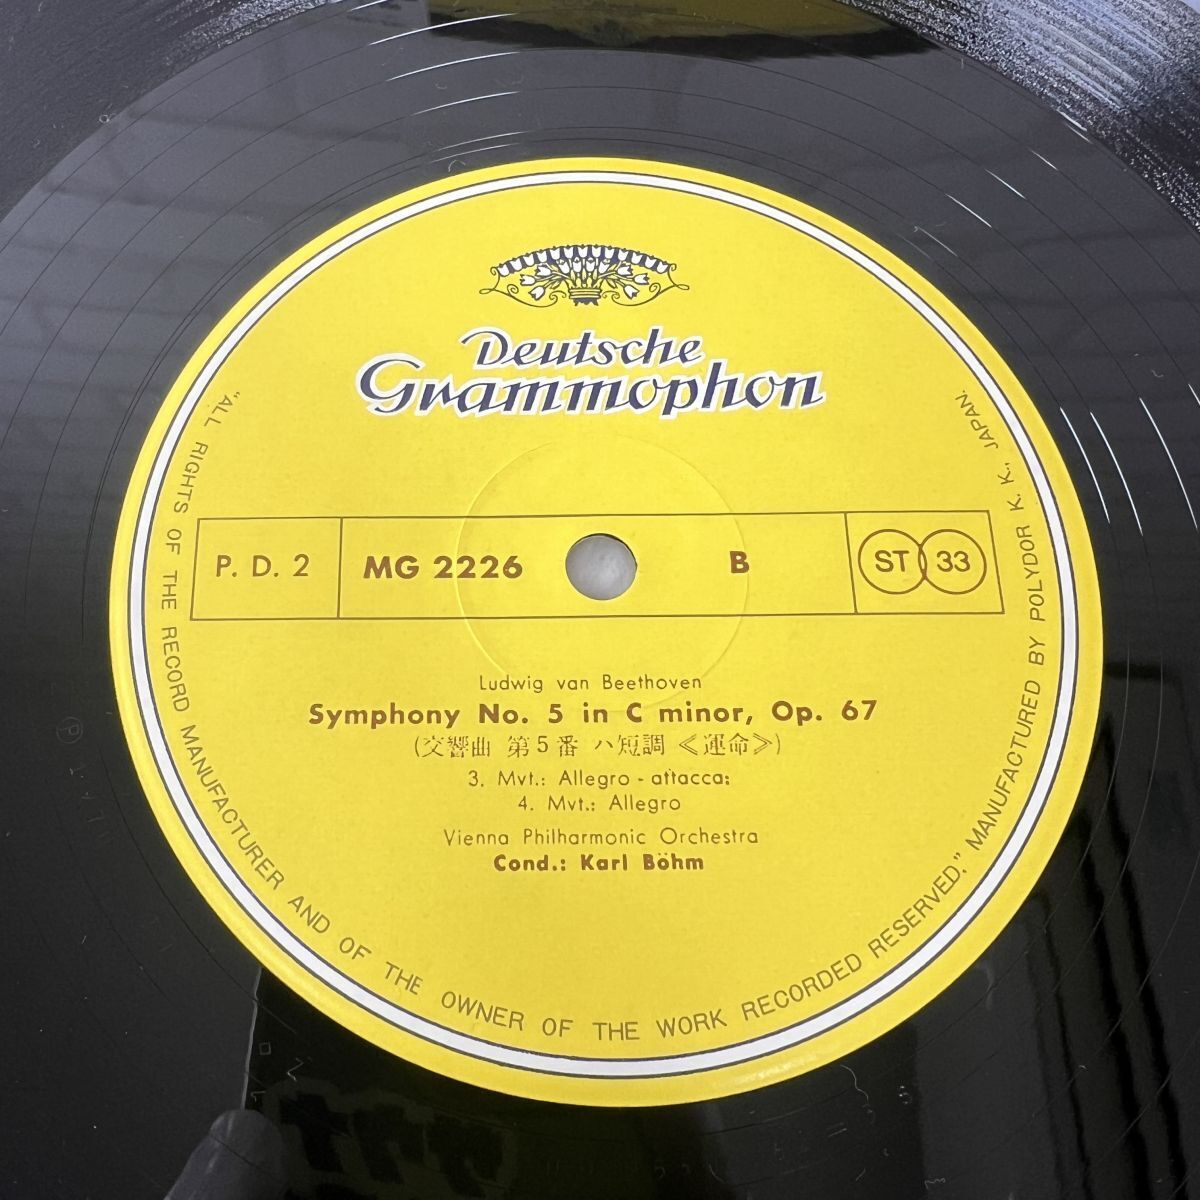 Deutsche
Grammophon
P. D. 2 MG 2226 B ST 33
Ludwig van Beethoven
Symphony No. 5 in C minor, Op. 67
(交響曲 第5番 ハ短調 《運命》)
3. Mvt.: Allegro - attacca:
4. Mvt.: Allegro
Vienna Philharmonic Orchestra
Cond.: Karl Böhm
"ALL RIGHTS OF THE RECORD MANUFACTURER AND OF THE OWNER OF THE WORK RECORDED RESERVED," MANUFACTURED BY POLYDOR K. K., JAPAN.